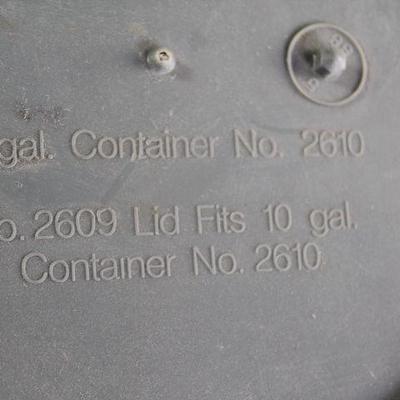 gal. Container No. 2610
o. 2609 Lid Fits 10 gal.
Container No. 2610